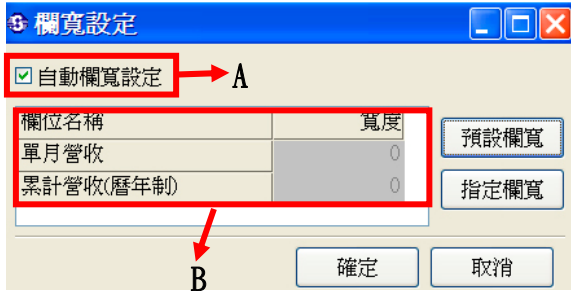 欄寬設定
自動欄寬設定 A
欄位名稱 寬度
單月營收 0
累計營收(曆年制) 0
預設欄寬
指定欄寬
B
確定 取消